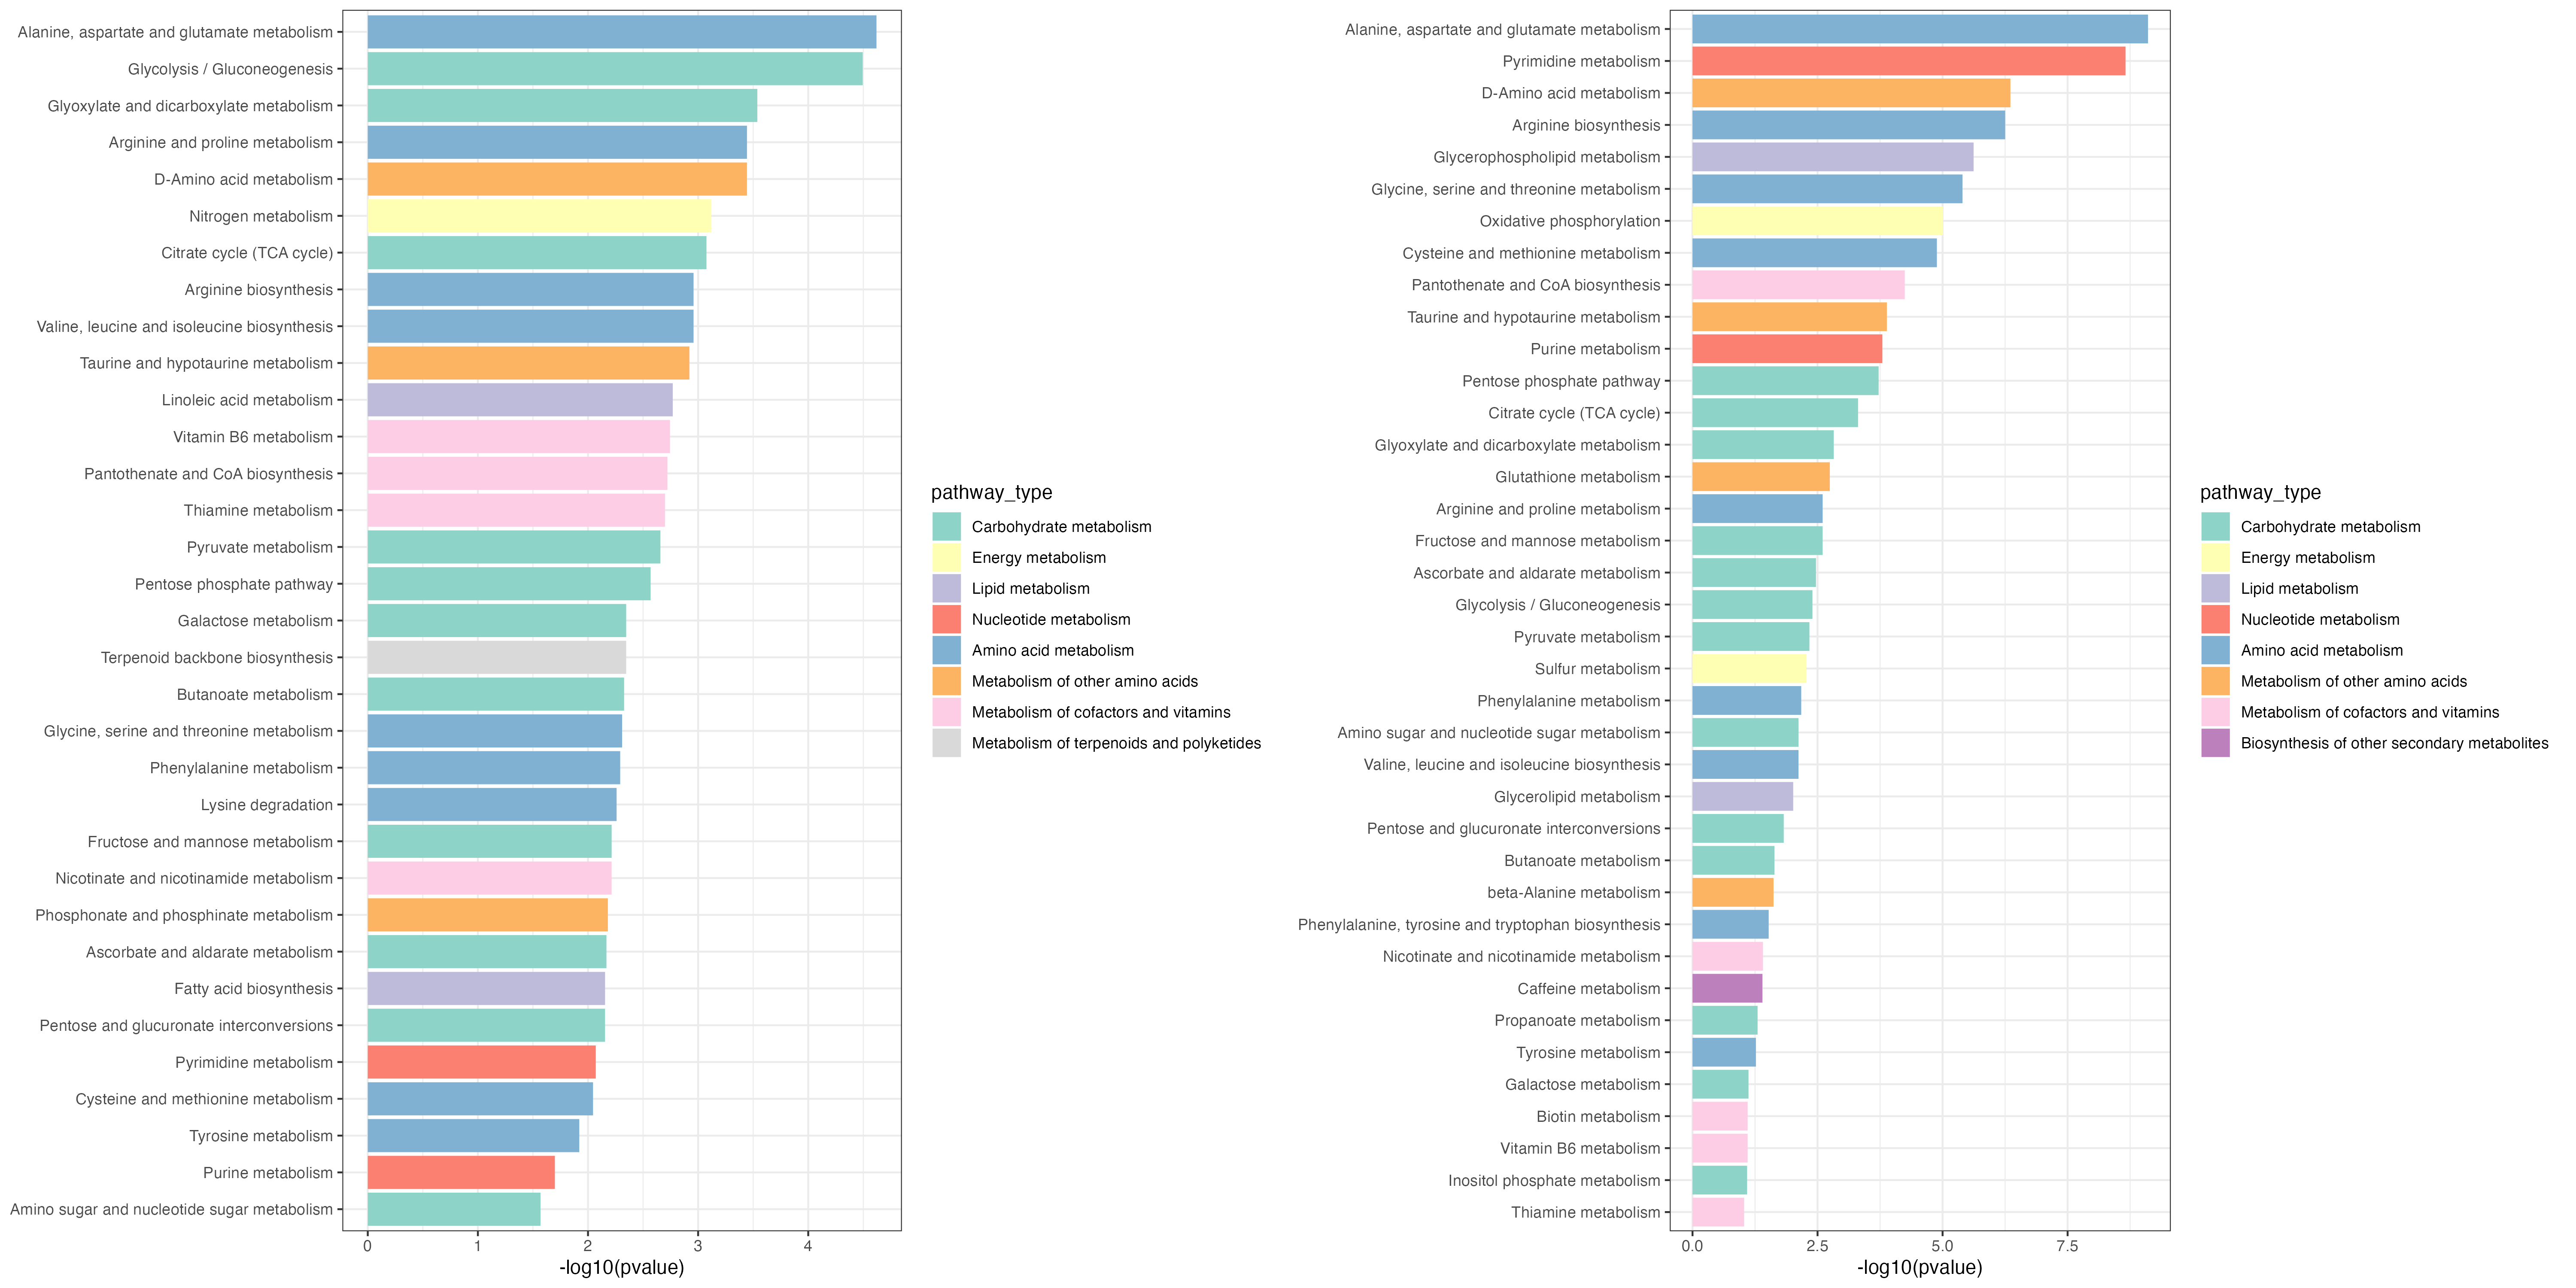 Alanine, aspartate and glutamate metabolism
Glycolysis / Gluconeogenesis
Glyoxylate and dicarboxylate metabolism
Arginine and proline metabolism
D-Amino acid metabolism
Nitrogen metabolism
Citrate cycle (TCA cycle)
Arginine biosynthesis
Valine, leucine and isoleucine biosynthesis
Taurine and hypotaurine metabolism
Linoleic acid metabolism
Vitamin B6 metabolism
Pantothenate and CoA biosynthesis
Thiamine metabolism
Pyruvate metabolism
Pentose phosphate pathway
Galactose metabolism
Terpenoid backbone biosynthesis
Butanoate metabolism
Glycine, serine and threonine metabolism
Phenylalanine metabolism
Lysine degradation
Fructose and mannose metabolism
Nicotinate and nicotinamide metabolism
Phosphonate and phosphinate metabolism
Ascorbate and aldarate metabolism
Fatty acid biosynthesis
Pentose and glucuronate interconversions
Pyrimidine metabolism
Cysteine and methionine metabolism
Tyrosine metabolism
Purine metabolism
Amino sugar and nucleotide sugar metabolism
0 1 2 3 4
-log10(pvalue)
pathway_type
Carbohydrate metabolism
Energy metabolism
Lipid metabolism
Nucleotide metabolism
Amino acid metabolism
Metabolism of other amino acids
Metabolism of cofactors and vitamins
Metabolism of terpenoids and polyketides
Alanine, aspartate and glutamate metabolism
Pyrimidine metabolism
D-Amino acid metabolism
Arginine biosynthesis
Glycerophospholipid metabolism
Glycine, serine and threonine metabolism
Oxidative phosphorylation
Cysteine and methionine metabolism
Pantothenate and CoA biosynthesis
Taurine and hypotaurine metabolism
Purine metabolism
Pentose phosphate pathway
Citrate cycle (TCA cycle)
Glyoxylate and dicarboxylate metabolism
Glutathione metabolism
Arginine and proline metabolism
Fructose and mannose metabolism
Ascorbate and aldarate metabolism
Glycolysis / Gluconeogenesis
Pyruvate metabolism
Sulfur metabolism
Phenylalanine metabolism
Amino sugar and nucleotide sugar metabolism
Valine, leucine and isoleucine biosynthesis
Glycerolipid metabolism
Pentose and glucuronate interconversions
Butanoate metabolism
beta-Alanine metabolism
Phenylalanine, tyrosine and tryptophan biosynthesis
Nicotinate and nicotinamide metabolism
Caffeine metabolism
Propanoate metabolism
Tyrosine metabolism
Galactose metabolism
Biotin metabolism
Vitamin B6 metabolism
Inositol phosphate metabolism
Thiamine metabolism
0.0 2.5 5.0 7.5
-log10(pvalue)
pathway_type
Carbohydrate metabolism
Energy metabolism
Lipid metabolism
Nucleotide metabolism
Amino acid metabolism
Metabolism of other amino acids
Metabolism of cofactors and vitamins
Biosynthesis of other secondary metabolites